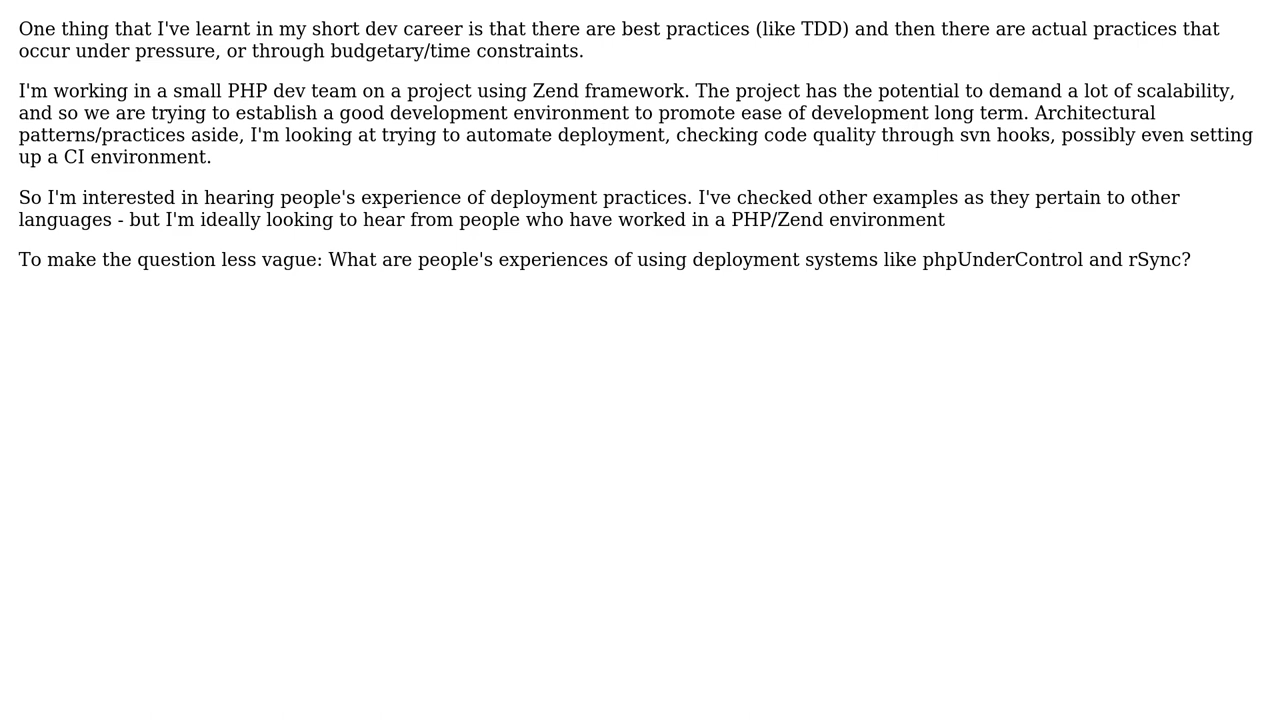 One thing that I've learnt in my short dev career is that there are best practices (like TDD) and then there are actual practices that
occur under pressure, or through budgetary/time constraints.
I'm working in a small PHP dev team on a project using Zend framework. The project has the potential to demand a lot of scalability,
and so we are trying to establish a good development environment to promote ease of development long term. Architectural
patterns/practices aside, I'm looking at trying to automate deployment, checking code quality through svn hooks, possibly even setting
up a CI environment.
So I'm interested in hearing people's experience of deployment practices. I've checked other examples as they pertain to other
languages - but I'm ideally looking to hear from people who have worked in a PHP/Zend environment
To make the question less vague: What are people's experiences of using deployment systems like phpUnderControl and rSync?